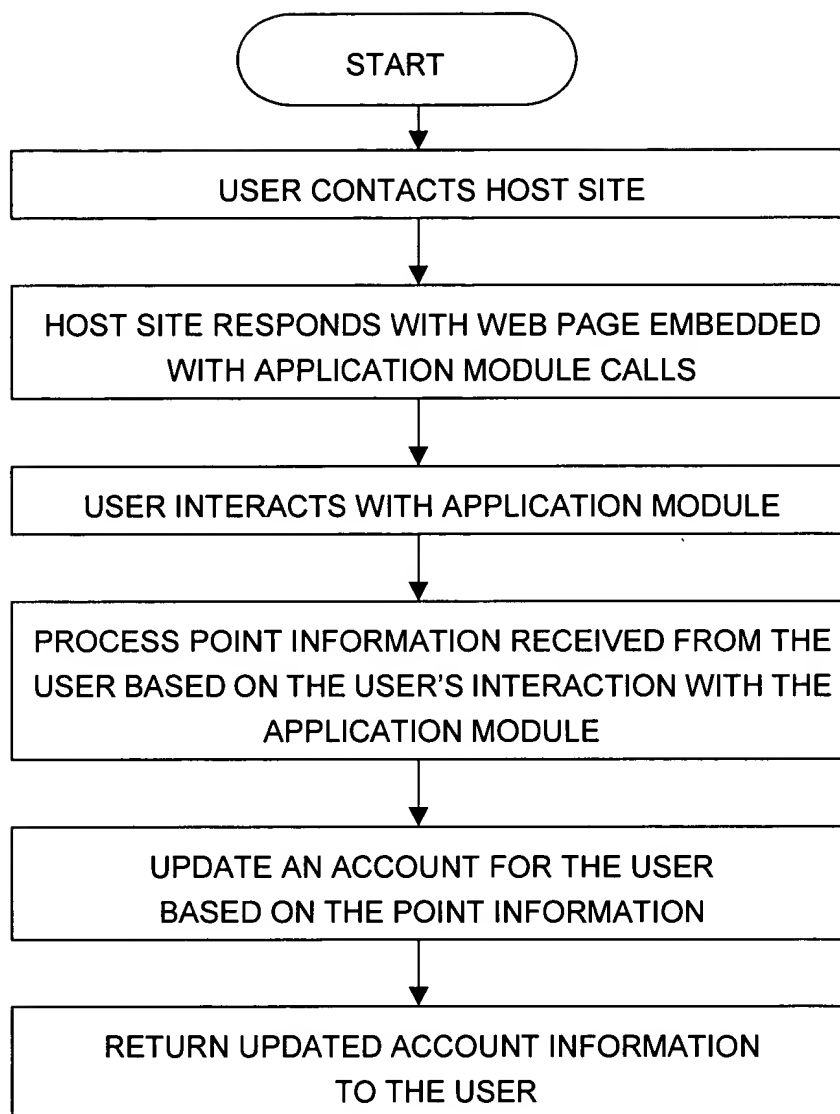 START
USER CONTACTS HOST SITE
HOST SITE RESPONDS WITH WEB PAGE EMBEDDED
WITH APPLICATION MODULE CALLS
USER INTERACTS WITH APPLICATION MODULE
PROCESS POINT INFORMATION RECEIVED FROM THE
USER BASED ON THE USER'S INTERACTION WITH THE
APPLICATION MODULE
UPDATE AN ACCOUNT FOR THE USER
BASED ON THE POINT INFORMATION
RETURN UPDATED ACCOUNT INFORMATION
TO THE USER